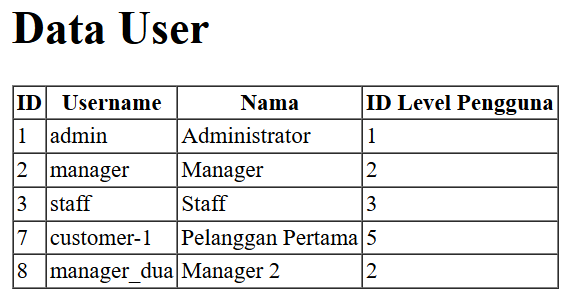 Data User
ID Username Nama ID Level Pengguna
1 admin Administrator 1
2 manager Manager 2
3 staff Staff 3
7 customer-1 Pelanggan Pertama 5
8 manager_dua Manager 2 2